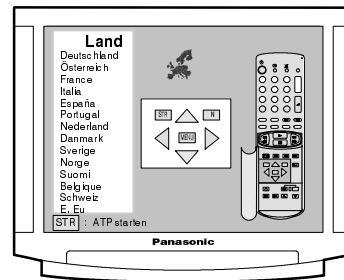 Land
Deutschland
Österreich
France
Italia
España
Portugal
Nederland
Danmark
Sverige
Norge
Suomi
Belgique
Schweiz
E. Eu
STR : ATP starten
STR
N
MENU
Panasonic